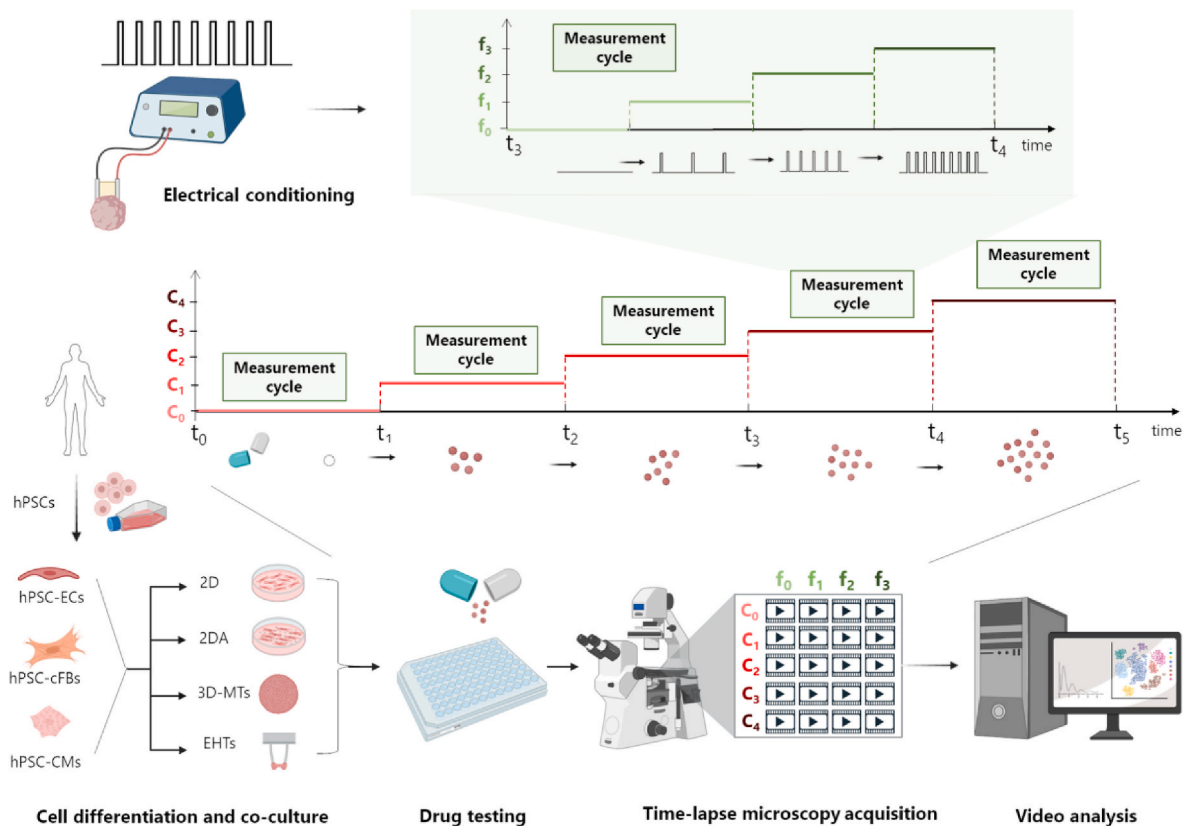 Electrical conditioning
Measurement
cycle
f₃
f₂
f₁
f₀
t₃
t₄
time
C₄
C₃
C₂
C₁
C₀
Measurement
cycle
Measurement
cycle
Measurement
cycle
Measurement
cycle
Measurement
cycle
t₀
t₁
t₂
t₃
t₄
t₅
time
hPSCs
hPSC-ECs
hPSC-cFBs
hPSC-CMs
2D
2DA
3D-MTs
EHTs
f₀ f₁ f₂ f₃
C₀
C₁
C₂
C₃
C₄
Cell differentiation and co-culture
Drug testing
Time-lapse microscopy acquisition
Video analysis